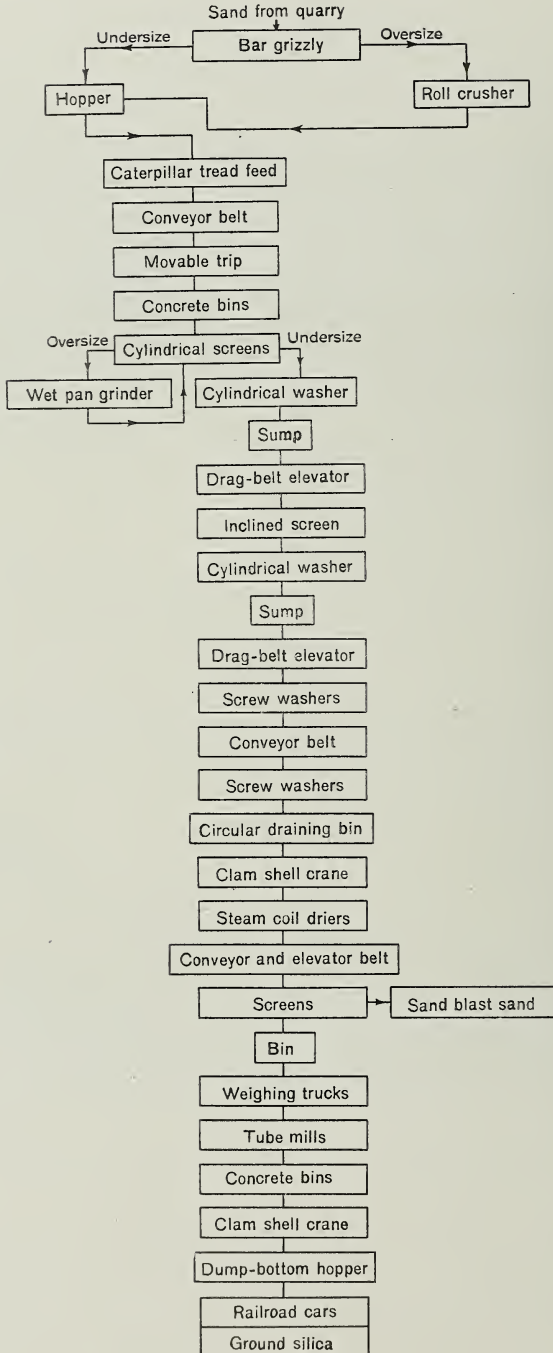 Sand from quarry
Undersize
Bar grizzly
Oversize
Hopper
Roll crusher
Caterpillar tread feed
Conveyor belt
Movable trip
Concrete bins
Oversize
Cylindrical screens
Undersize
Wet pan grinder
Cylindrical washer
Sump
Drag-belt elevator
Inclined screen
Cylindrical washer
Sump
Drag-belt elevator
Screw washers
Conveyor belt
Screw washers
Circular draining bin
Clam shell crane
Steam coil driers
Conveyor and elevator belt
Screens
Sand blast sand
Bin
Weighing trucks
Tube mills
Concrete bins
Clam shell crane
Dump-bottom hopper
Railroad cars
Ground silica